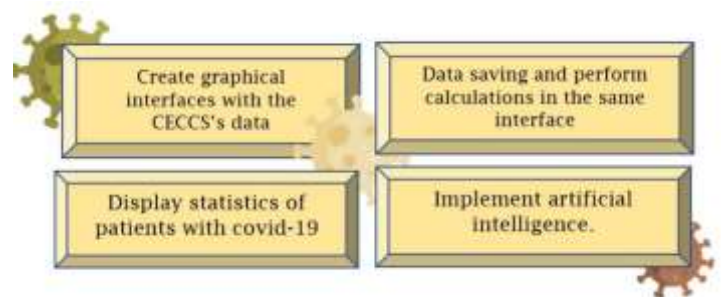 Create graphical
interfaces with the
CECCS's data
Data saving and perform
calculations in the same
interface
Display statistics of
patients with covid-19
Implement artificial
intelligence.